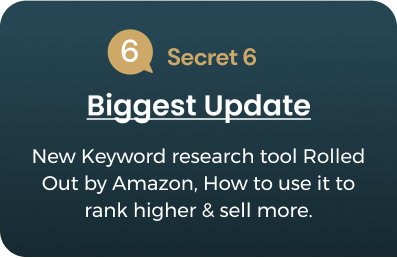 6
Secret 6
Biggest Update
New Keyword research tool Rolled
Out by Amazon, How to use it to
rank higher & sell more.